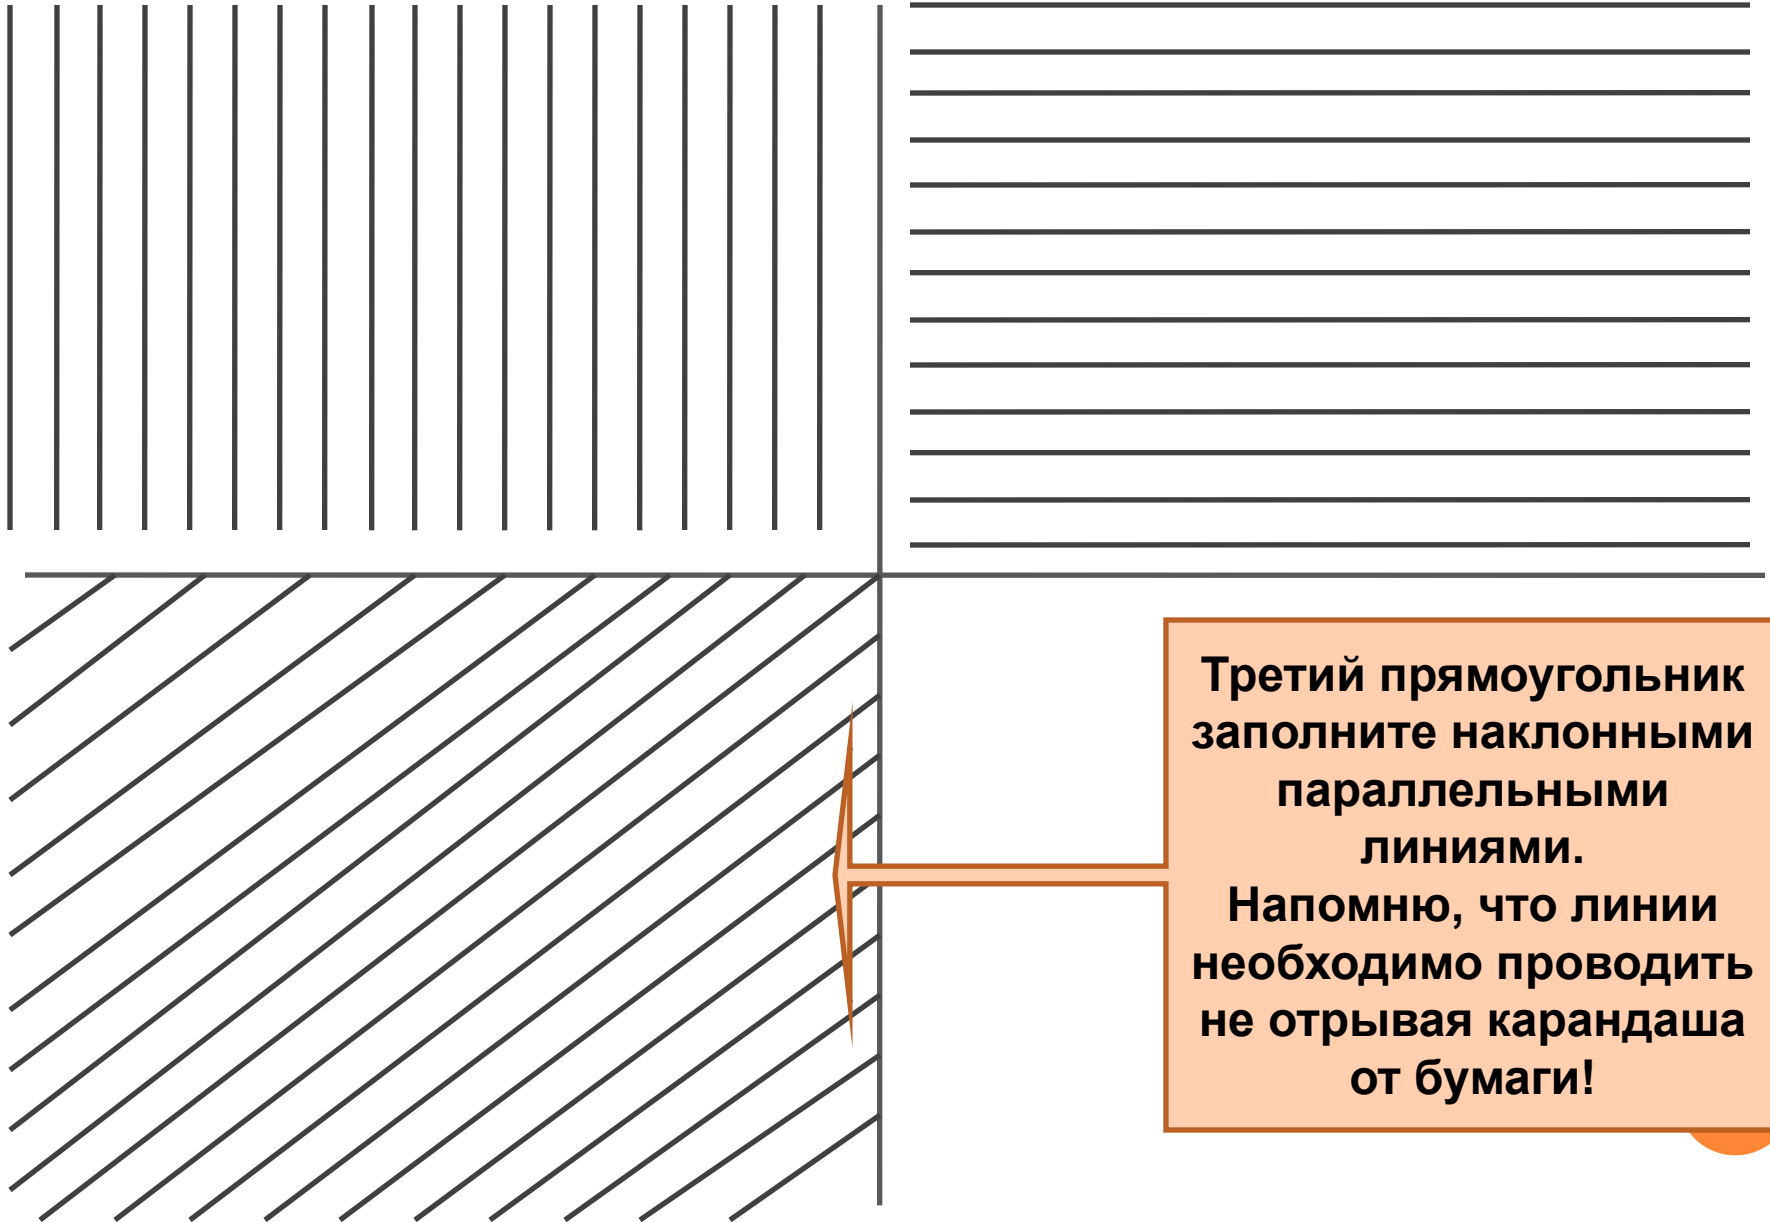 Третий прямоугольник
заполните наклонными
параллельными
линиями.
Напомню, что линии
необходимо проводить
не отрывая карандаша
от бумаги!